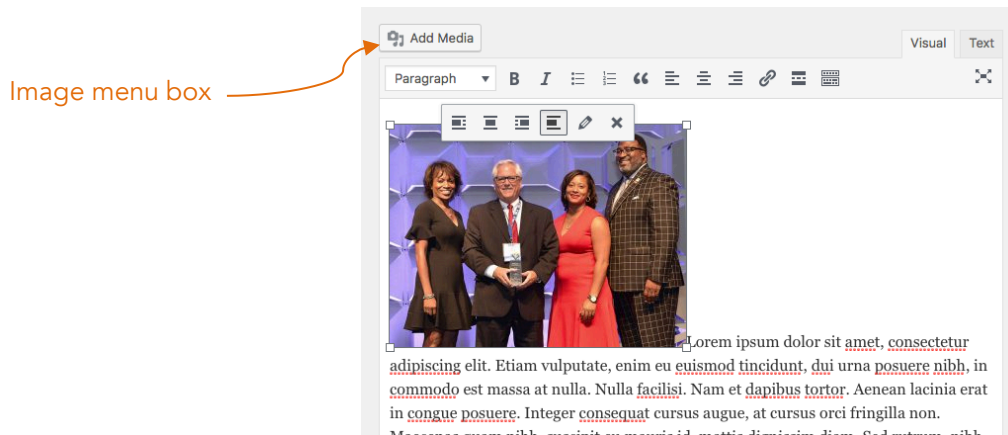 Add Media
Visual Text
Image menu box
Paragraph B I
Lorem ipsum dolor sit amet, consectetur
adipiscing elit. Etiam vulputate, enim eu euismod tincidunt, dui urna posuere nibh, in
commodo est massa at nulla. Nulla facilisi. Nam et dapibus tortor. Aenean lacinia erat
in congue posuere. Integer consequat cursus augue, at cursus orci fringilla non.